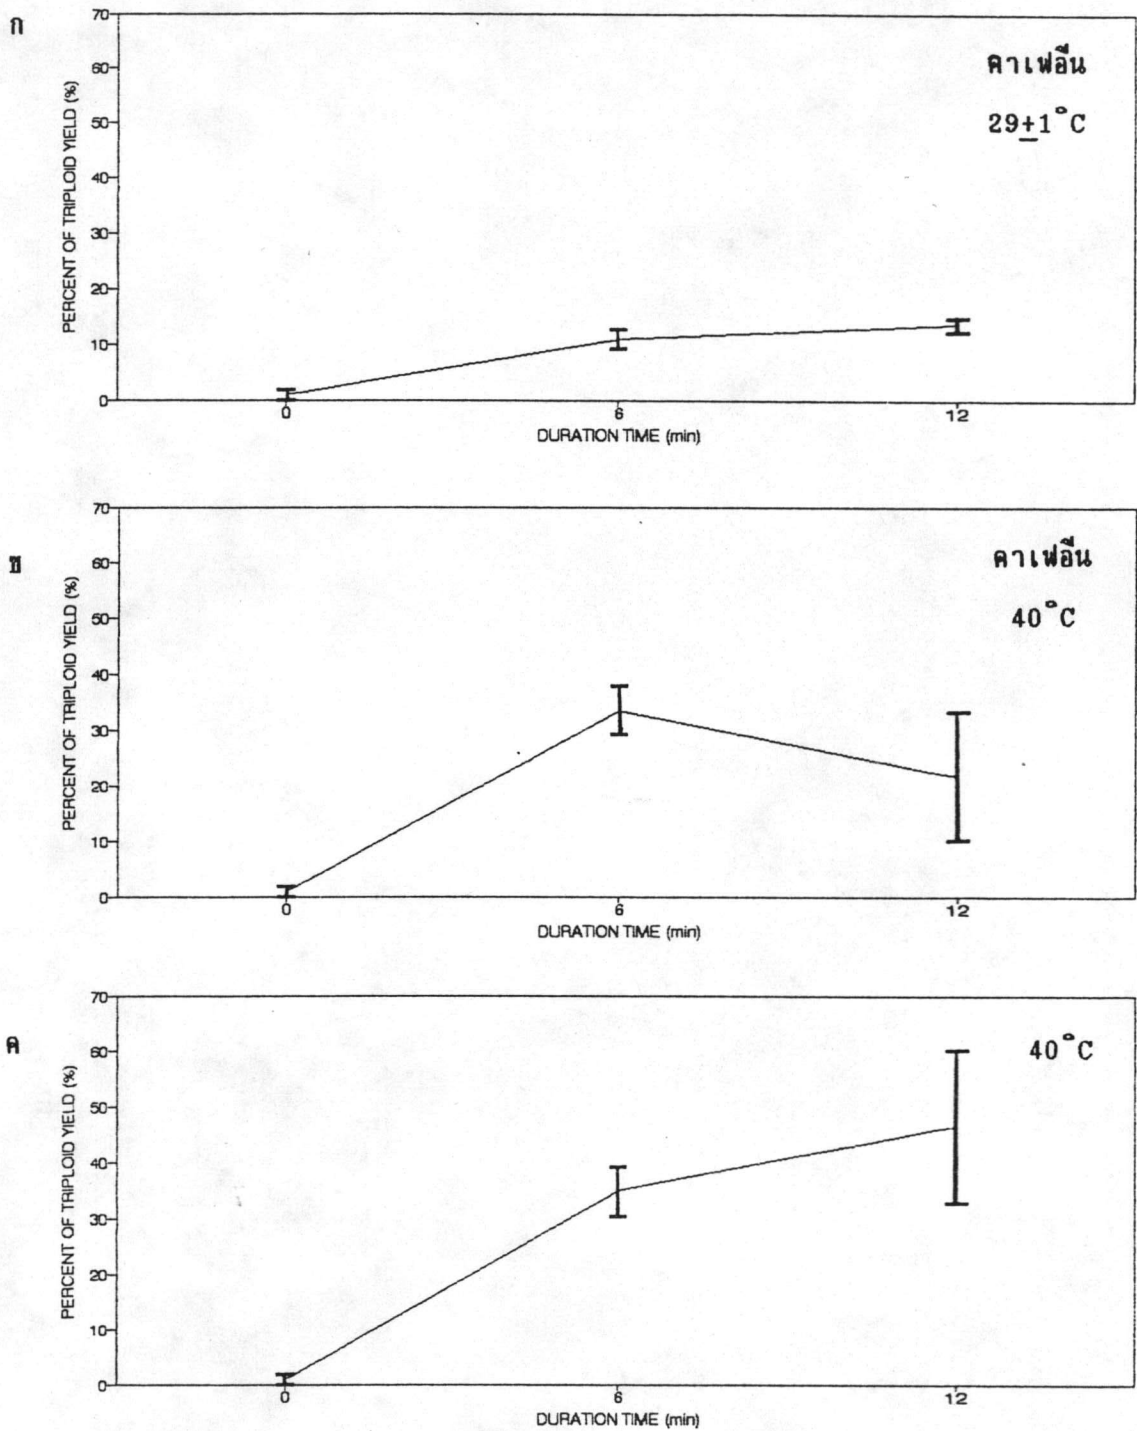 ก
70
60
50
40
30
20
10
0
PERCENT OF TRIPLOID YIELD (%)
คาเฟอีน
29±1°C
0 6 12
DURATION TIME (min)
ข
70
60
50
40
30
20
10
0
PERCENT OF TRIPLOID YIELD (%)
คาเฟอีน
40°C
0 6 12
DURATION TIME (min)
ค
70
60
50
40
30
20
10
0
PERCENT OF TRIPLOID YIELD (%)
40°C
0 6 12
DURATION TIME (min)